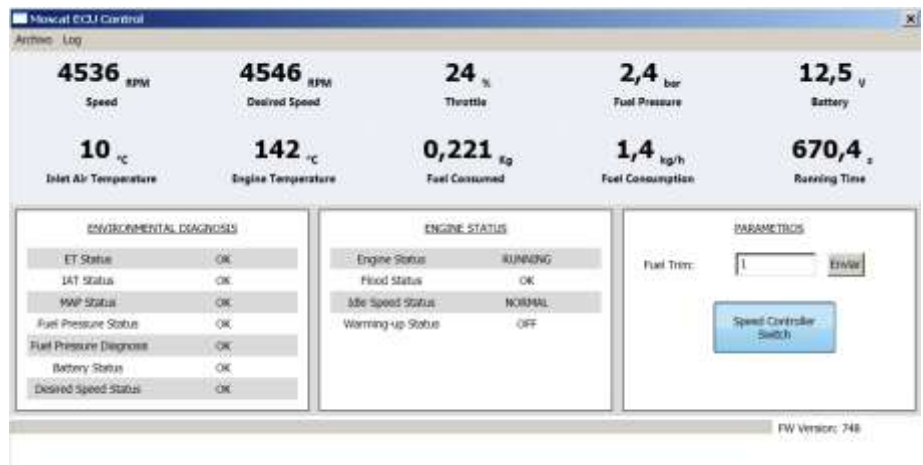 Moscat ECU Control
Archivo Log
4536 RPM 4546 RPM 24 % 2,4 bar 12,5 V
Speed Desired Speed Throttle Fuel Pressure Battery
10 °C 142 °C 0,221 Kg 1,4 kg/h 670,4 s
Inlet Air Temperature Engine Temperature Fuel Consumed Fuel Consumption Running Time
ENVIRONMENTAL DIAGNOSIS
ET Status OK
IAT Status OK
MAP Status OK
Fuel Pressure Status OK
Fuel Pressure Diagnosis OK
Battery Status OK
Desired Speed Status OK
ENGINE STATUS
Engine Status RUNNING
Flood Status OK
Idle Speed Status NORMAL
Warming-up Status OFF
PARAMETROS
Fuel Trim: 1 Enviar
Speed Controller
Switch
FW Version: 748